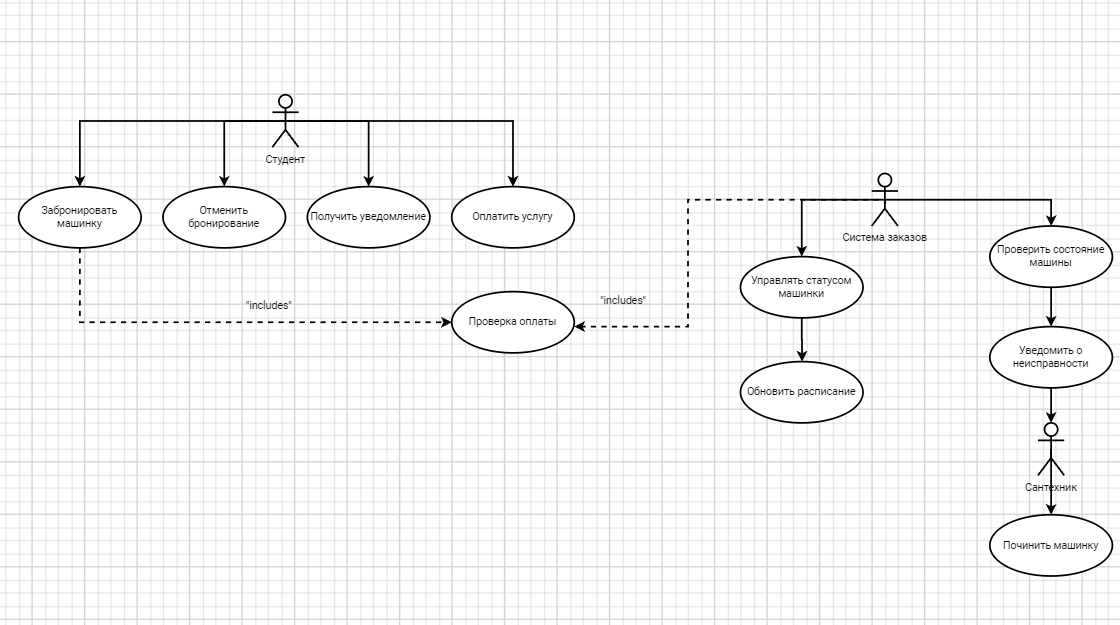 Студент
Забронировать
машинку
Отменить
бронирование
Получить уведомление
Оплатить услугу
Система заказов
Проверить состояние
машины
Управлять статусом
машинки
"includes"
"includes"
Проверка оплаты
Уведомить о
неисправности
Обновить расписание
Сантехник
Починить машинку